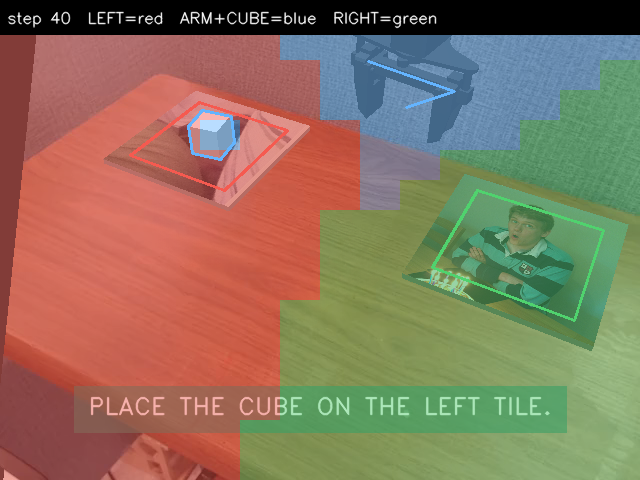 step 40 LEFT=red ARM+CUBE=blue RIGHT=green
PLACE THE CUBE ON THE LEFT TILE.